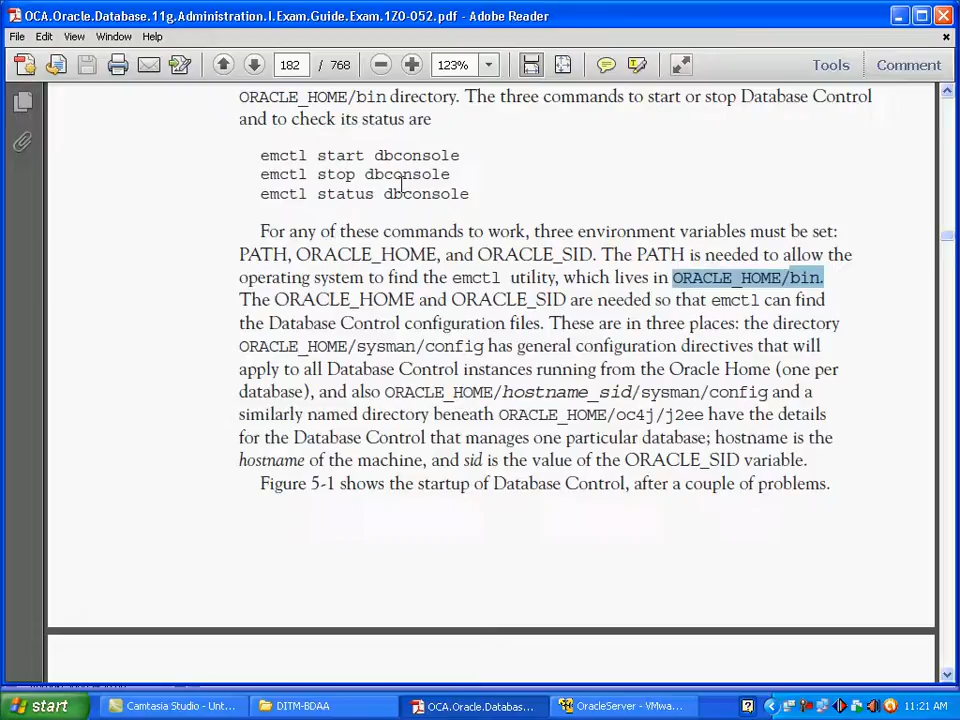 OCA.Oracle.Database.11g.Administration.I.Exam.Guide.Exam.1Z0-052.pdf - Adobe Reader
File Edit View Window Help
182 / 768 123% Tools Comment
ORACLE_HOME/bin directory. The three commands to start or stop Database Control
and to check its status are
emctl start dbconsole
emctl stop dbconsole
emctl status dbconsole
For any of these commands to work, three environment variables must be set:
PATH, ORACLE_HOME, and ORACLE_SID. The PATH is needed to allow the
operating system to find the emctl utility, which lives in ORACLE_HOME/bin.
The ORACLE_HOME and ORACLE_SID are needed so that emctl can find
the Database Control configuration files. These are in three places: the directory
ORACLE_HOME/sysman/config has general configuration directives that will
apply to all Database Control instances running from the Oracle Home (one per
database), and also ORACLE_HOME/hostname_sid/sysman/config and a
similarly named directory beneath ORACLE_HOME/oc4j/j2ee have the details
for the Database Control that manages one particular database; hostname is the
hostname of the machine, and sid is the value of the ORACLE_SID variable.
Figure 5-1 shows the startup of Database Control, after a couple of problems.
start Camtasia Studio - Unt... DITM-BDAA OCA.Oracle.Databas... OracleServer - VMwa... 11:21 AM